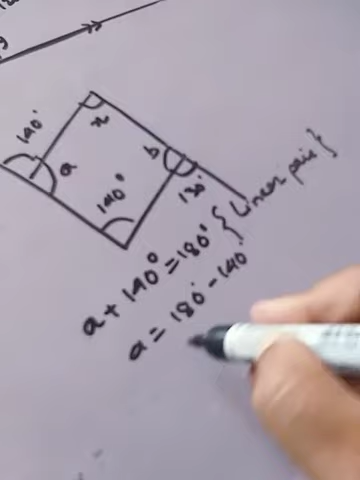 140°
x
a
b
140°
130°
a + 140° = 180° {Linear pair}
a = 180° - 140°